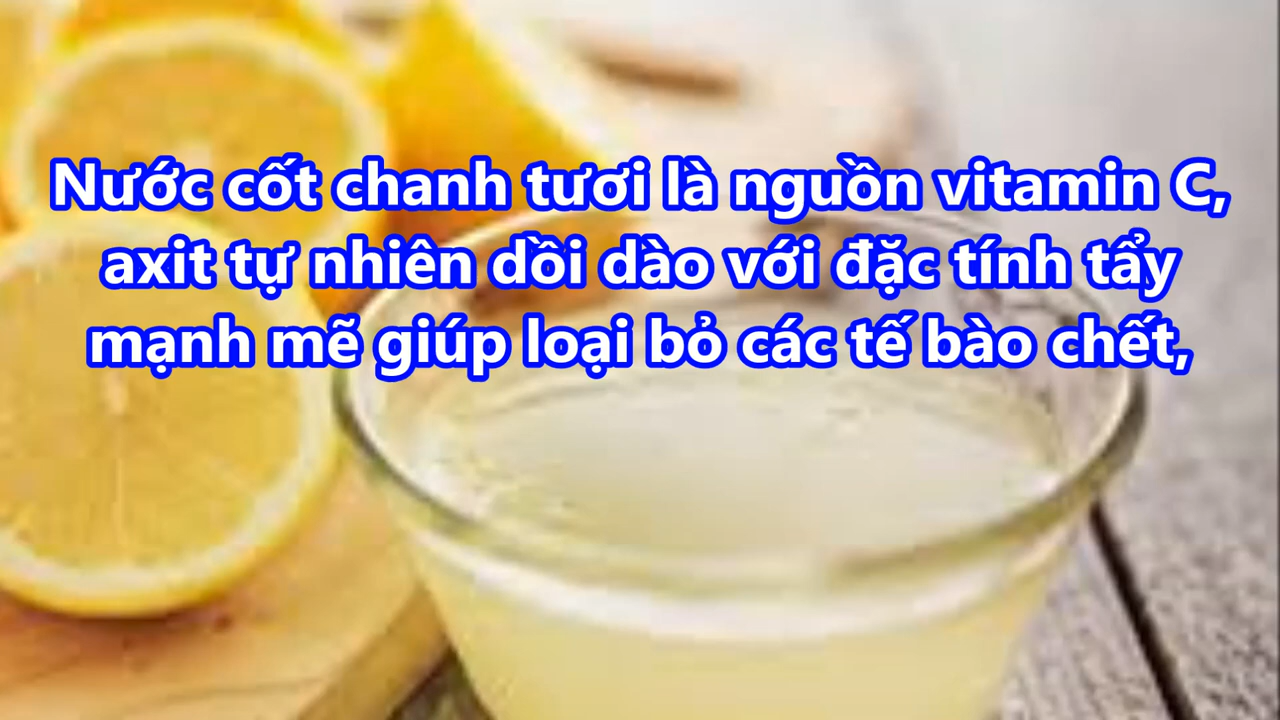 Nước cốt chanh tươi là nguồn vitamin C,
axit tự nhiên dồi dào với đặc tính tẩy
mạnh mẽ giúp loại bỏ các tế bào chết,